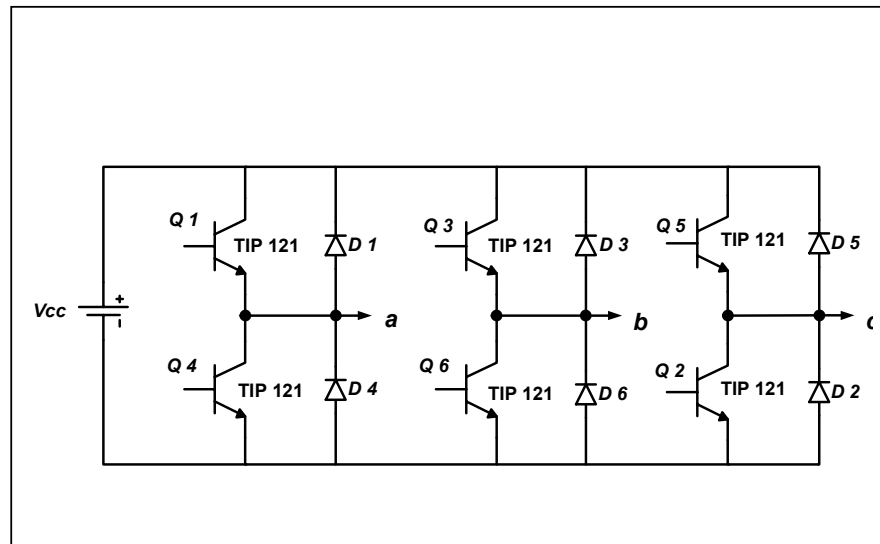 Q 1
TIP 121
D 1
Q 3
TIP 121
D 3
Q 5
TIP 121
D 5
Vcc
+
-
a
b
c
Q 4
TIP 121
D 4
Q 6
TIP 121
D 6
Q 2
TIP 121
D 2